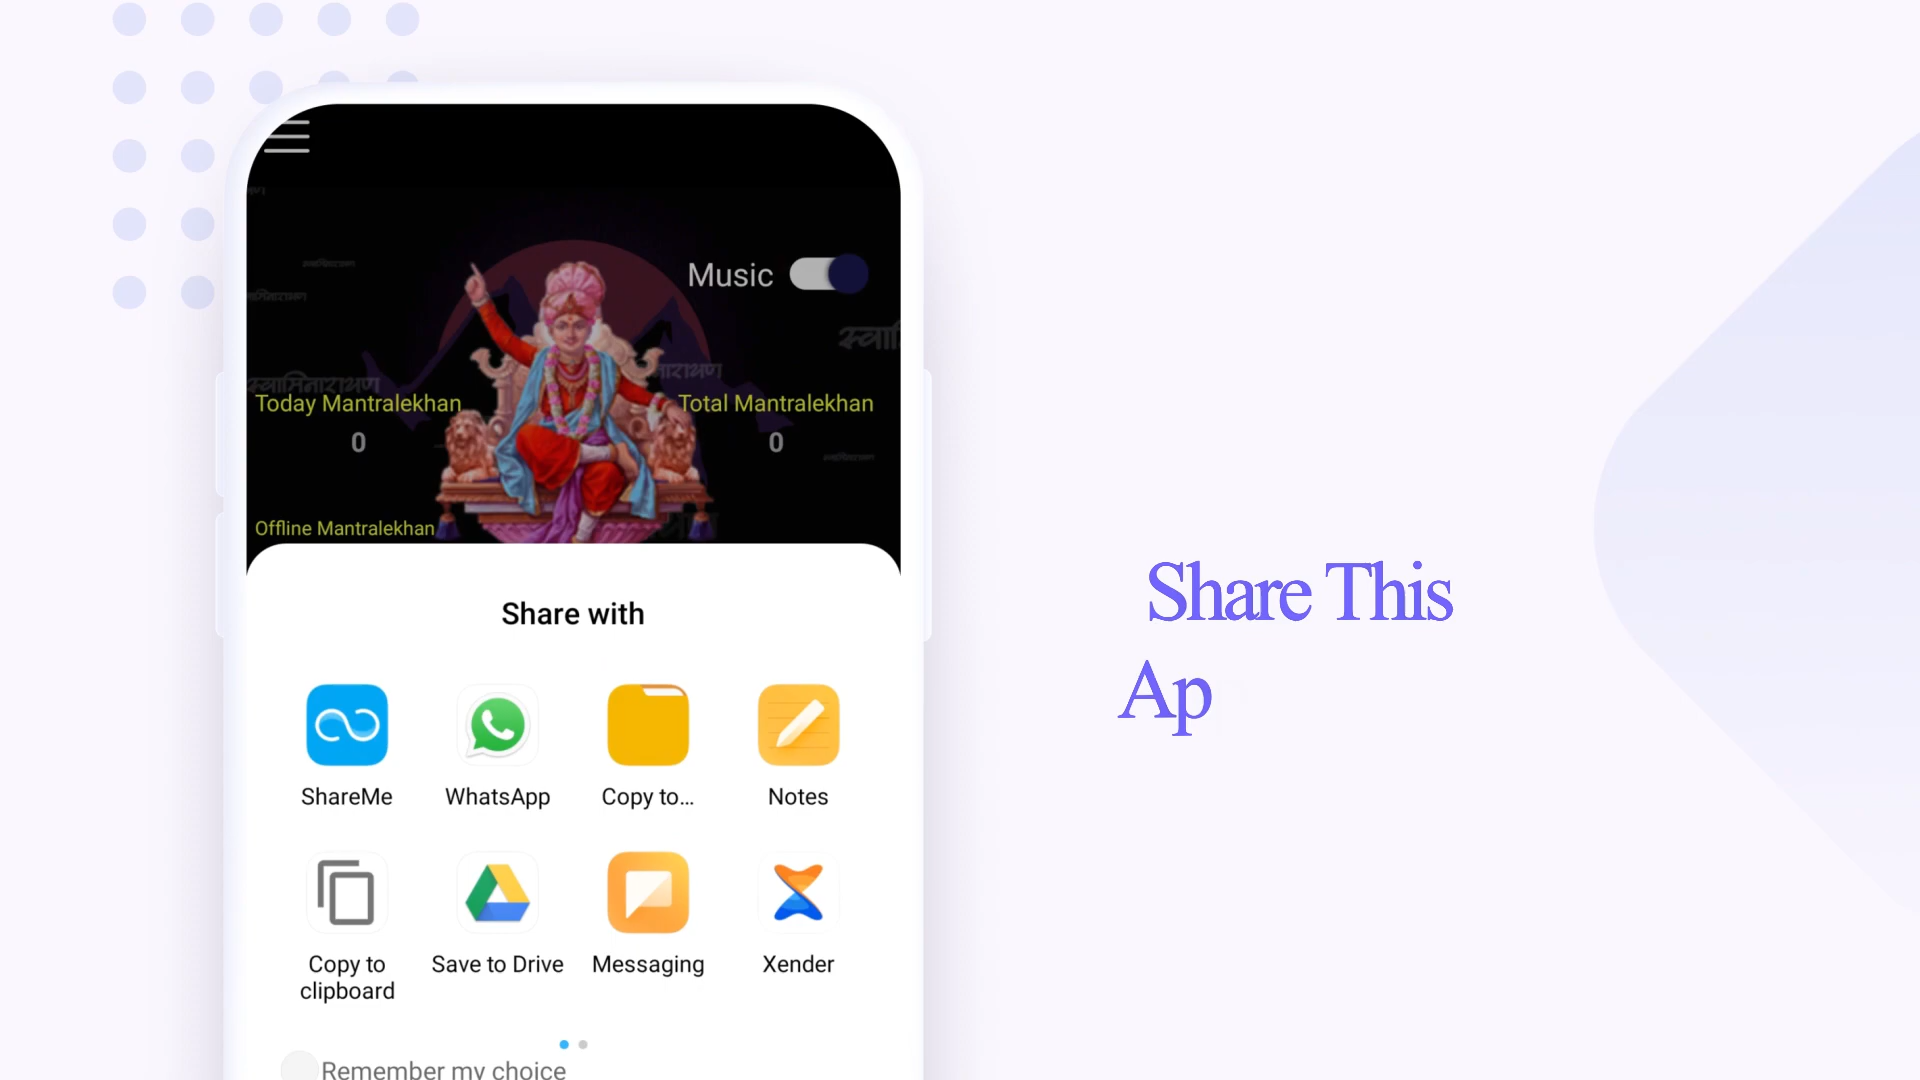 Music
स्वामिनारायण
Today Mantralekhan
Total Mantralekhan
0
0
Offline Mantralekhan
Share with
ShareMe
WhatsApp
Copy to...
Notes
Copy to
clipboard
Save to Drive
Messaging
Xender
Remember my choice
Share This
Ap